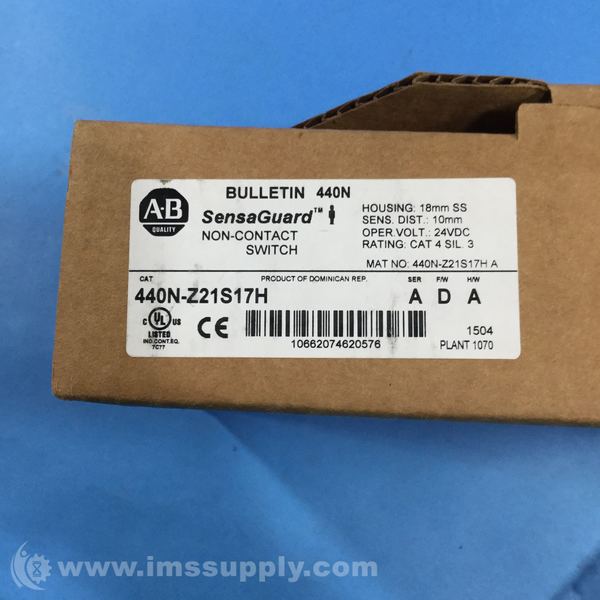 A-B
QUALITY
BULLETIN 440N
SensaGuard™
NON-CONTACT
SWITCH
HOUSING: 18mm SS
SENS. DIST.: 10mm
OPER.VOLT.: 24VDC
RATING: CAT 4 SIL. 3
MAT NO: 440N-Z21S17H A
CAT
PRODUCT OF DOMINICAN REP.
SER F/W H/W
440N-Z21S17H
A D A
C UL US
LISTED
IND.CONT.EQ.
7C77
CE
10662074620576
1504
PLANT 1070
www.imssupply.com